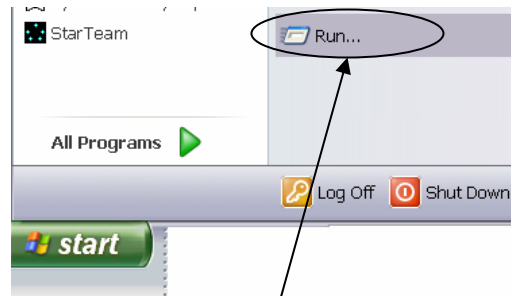 StarTeam
Run...
All Programs
Log Off
Shut Down
start